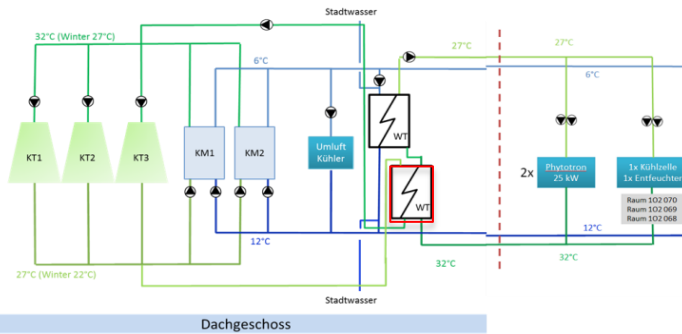 Stadtwasser
32°C (Winter 27°C)
27°C
27°C
6°C
6°C
KT1
KT2
KT3
KM1
KM2
Umluft
Kühler
WT
WT
2x
Phytotron
25 kW
1x Kühlzelle
1x Entfeuchter
Raum 1O2 070
Raum 1O2 069
Raum 1O2 068
12°C
12°C
32°C
32°C
27°C (Winter 22°C)
Stadtwasser
Dachgeschoss